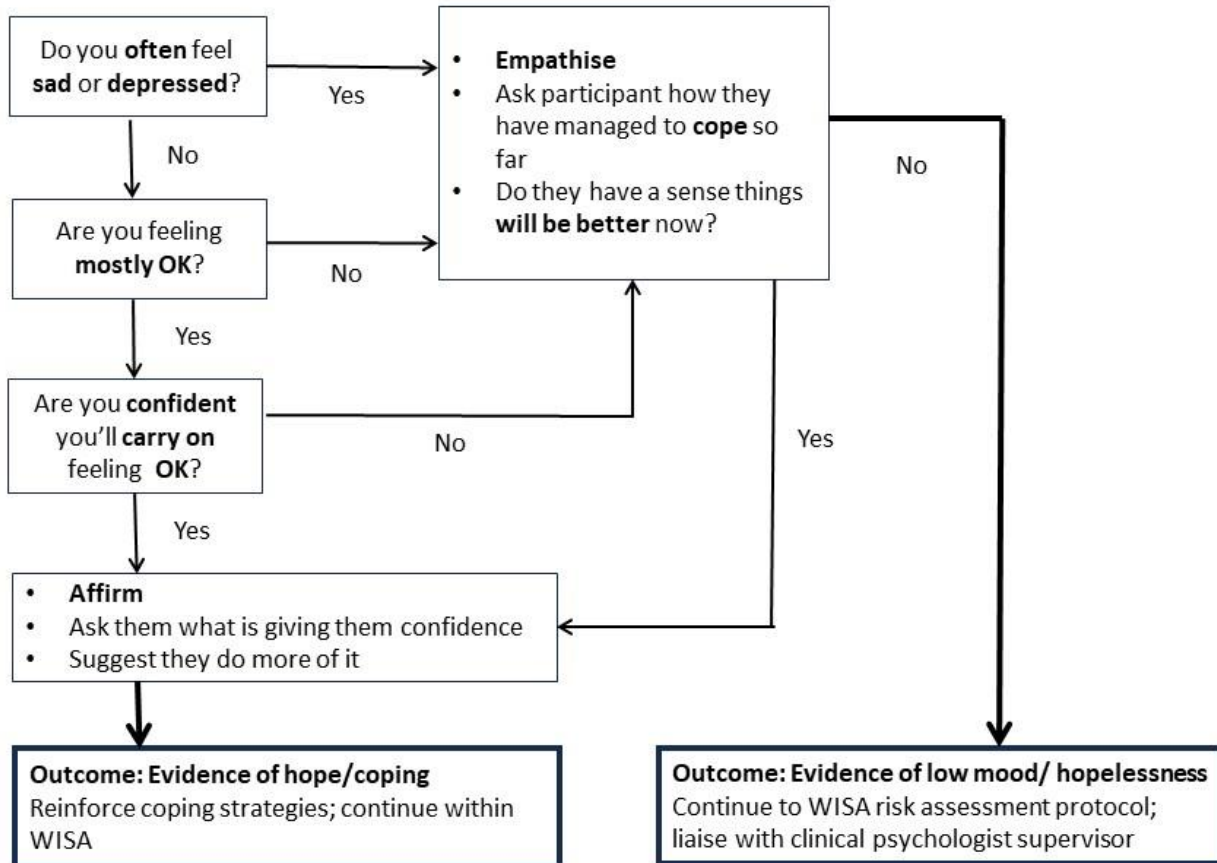 Do you often feel
sad or depressed?
Yes
• Empathise
• Ask participant how they
have managed to cope so
far
• Do they have a sense things
will be better now?
No
No
Are you feeling
mostly OK?
No
Yes
Are you confident
you'll carry on
feeling OK?
No
Yes
Yes
• Affirm
• Ask them what is giving them confidence
• Suggest they do more of it
Outcome: Evidence of hope/coping
Reinforce coping strategies; continue within
WISA
Outcome: Evidence of low mood/ hopelessness
Continue to WISA risk assessment protocol;
liaise with clinical psychologist supervisor